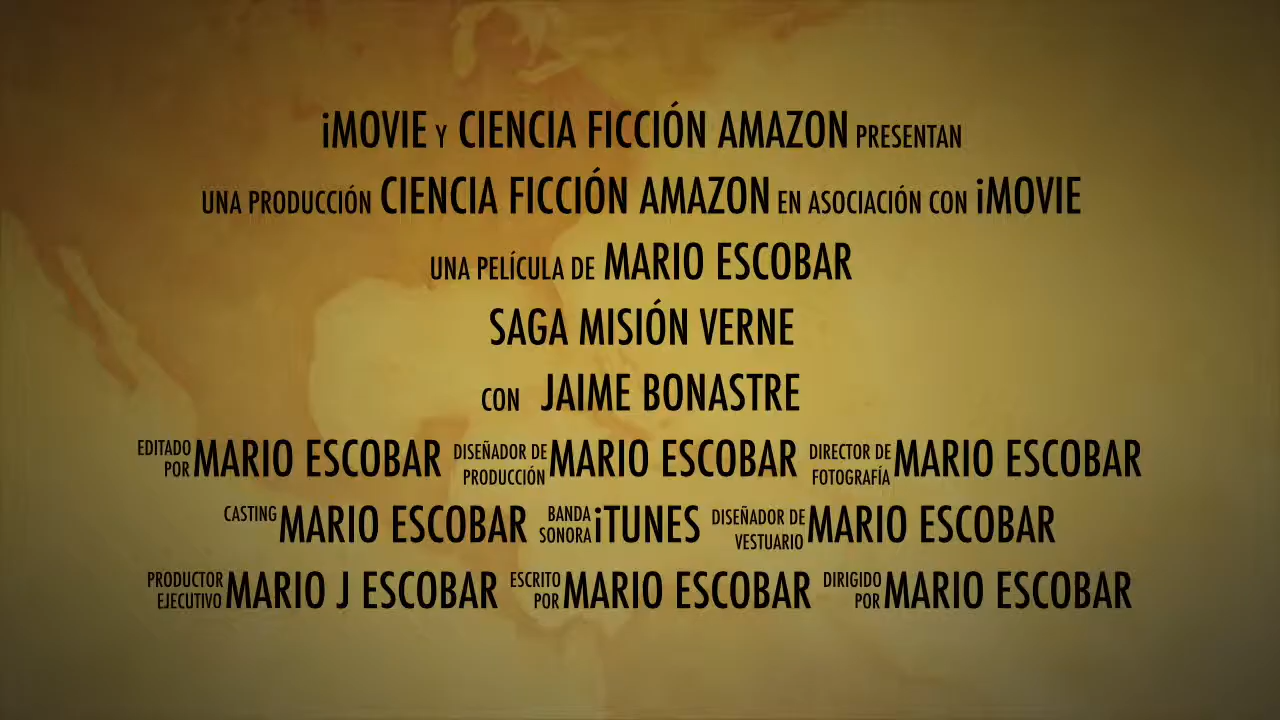 iMOVIE Y CIENCIA FICCIÓN AMAZON PRESENTAN
UNA PRODUCCIÓN CIENCIA FICCIÓN AMAZON EN ASOCIACIÓN CON iMOVIE
UNA PELÍCULA DE MARIO ESCOBAR
SAGA MISIÓN VERNE
CON JAIME BONASTRE
EDITADO POR MARIO ESCOBAR DISEÑADOR DE PRODUCCIÓN MARIO ESCOBAR DIRECTOR DE FOTOGRAFÍA MARIO ESCOBAR
CASTING MARIO ESCOBAR BANDA SONORA iTUNES DISEÑADOR DE VESTUARIO MARIO ESCOBAR
PRODUCTOR EJECUTIVO MARIO J ESCOBAR ESCRITO POR MARIO ESCOBAR DIRIGIDO POR MARIO ESCOBAR